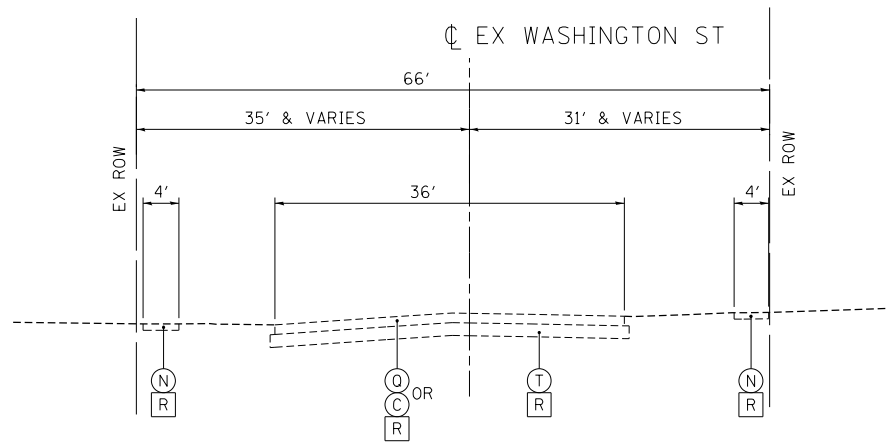 ℄ EX WASHINGTON ST
66'
35' & VARIES
31' & VARIES
EX ROW
EX ROW
4'
36'
4'
N
R
Q
C
OR
R
T
R
N
R